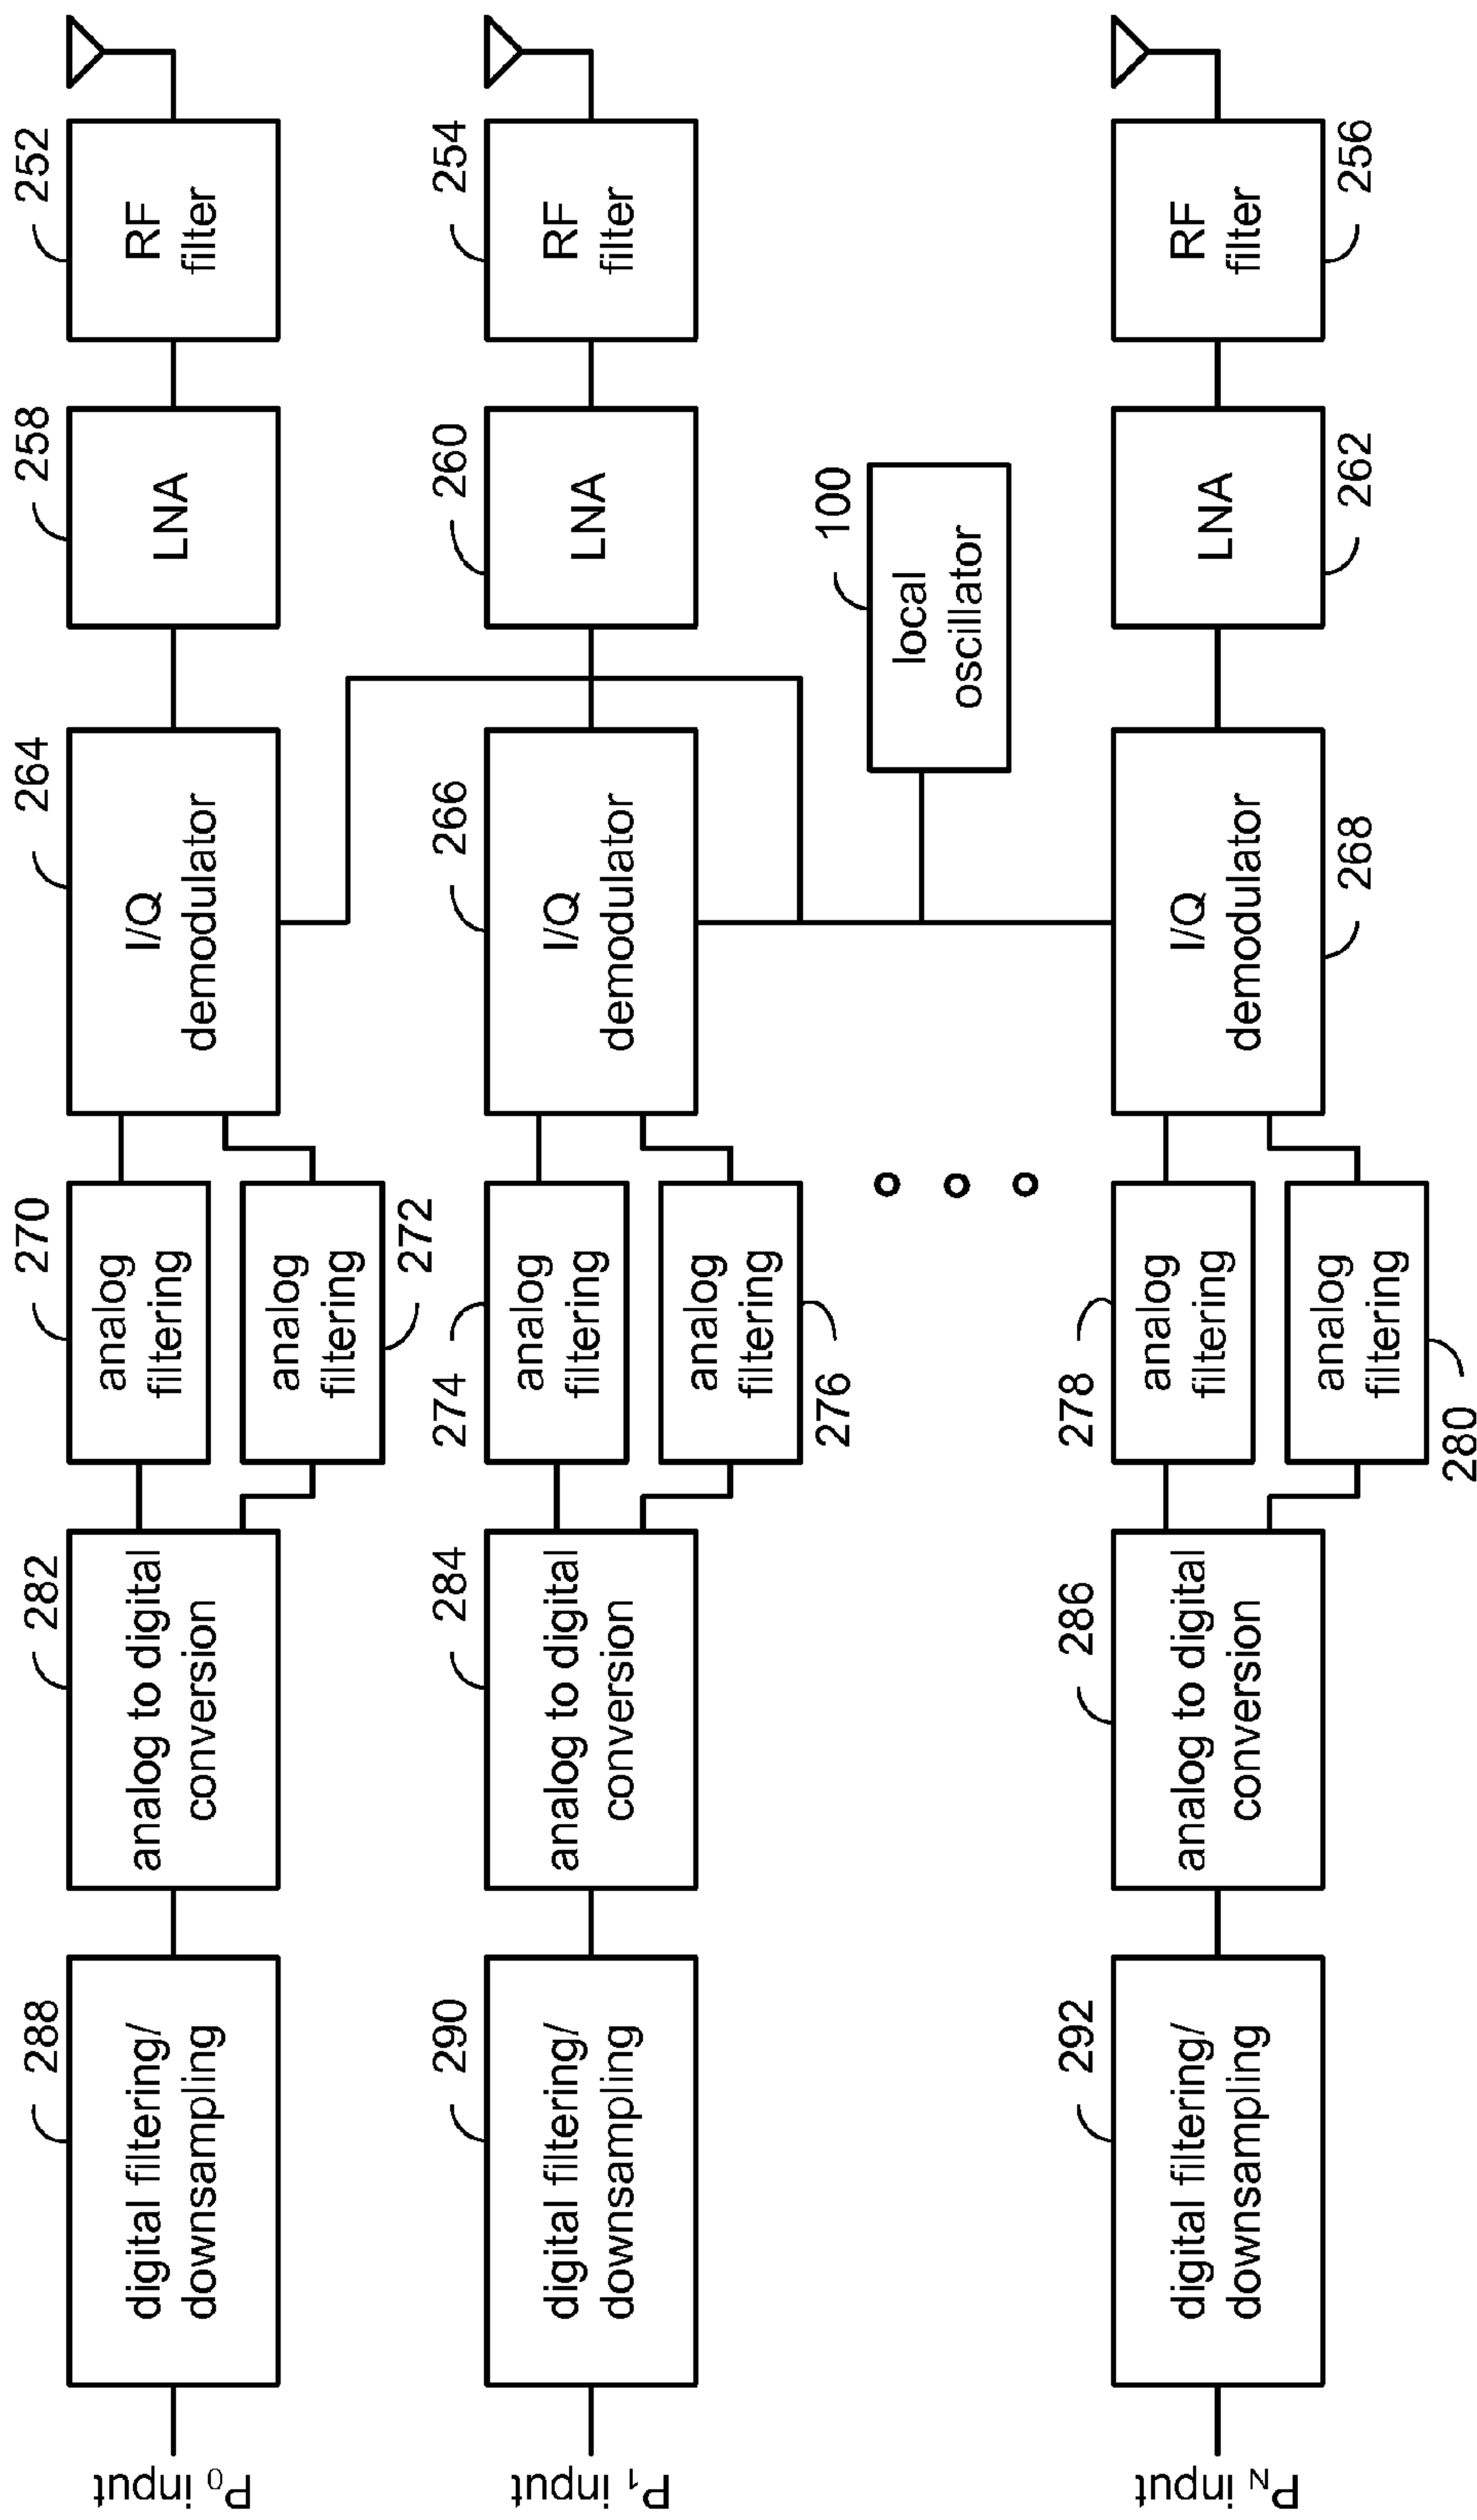 288
282
270
264
258
252
P₀ input
digital filtering/
downsampling
analog to digital
conversion
analog
filtering
analog
filtering
272
I/Q
demodulator
LNA
RF
filter
290
284
274
266
260
254
P₁ input
digital filtering/
downsampling
analog to digital
conversion
analog
filtering
analog
filtering
276
I/Q
demodulator
LNA
RF
filter
100
local
oscillator
292
286
278
P_N input
digital filtering/
downsampling
analog to digital
conversion
analog
filtering
analog
filtering
280
I/Q
demodulator
268
LNA
262
RF
filter
256